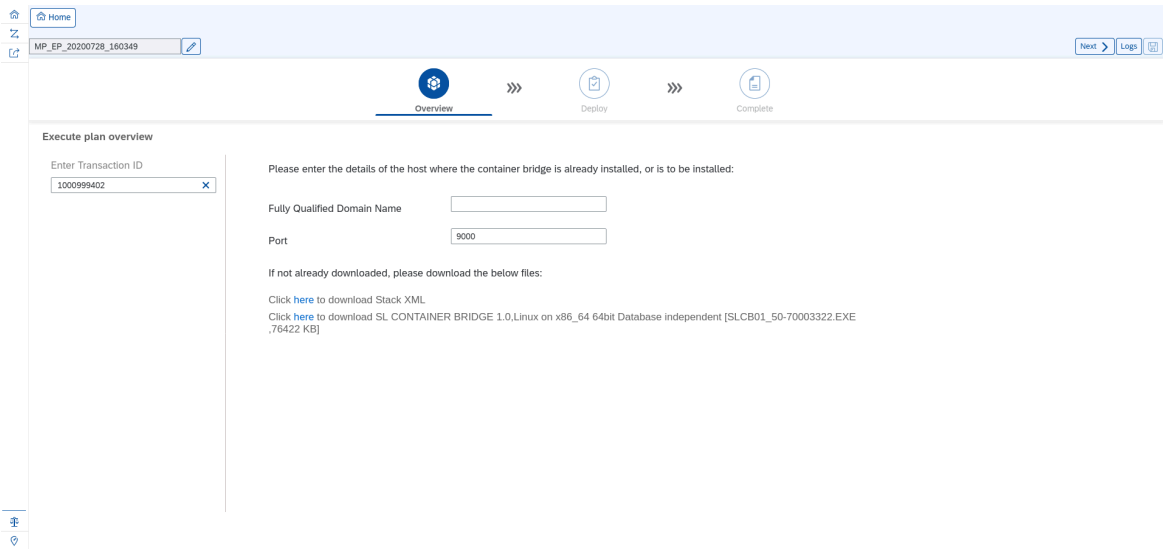 Home
MP_EP_20200728_160349
Next
Logs
Overview
Deploy
Complete
Execute plan overview
Enter Transaction ID
1000999402
Please enter the details of the host where the container bridge is already installed, or is to be installed:
Fully Qualified Domain Name
Port
9000
If not already downloaded, please download the below files:
Click here to download Stack XML
Click here to download SL CONTAINER BRIDGE 1.0,Linux on x86_64 64bit Database independent [SLCB01_50-70003322.EXE
,76422 KB]